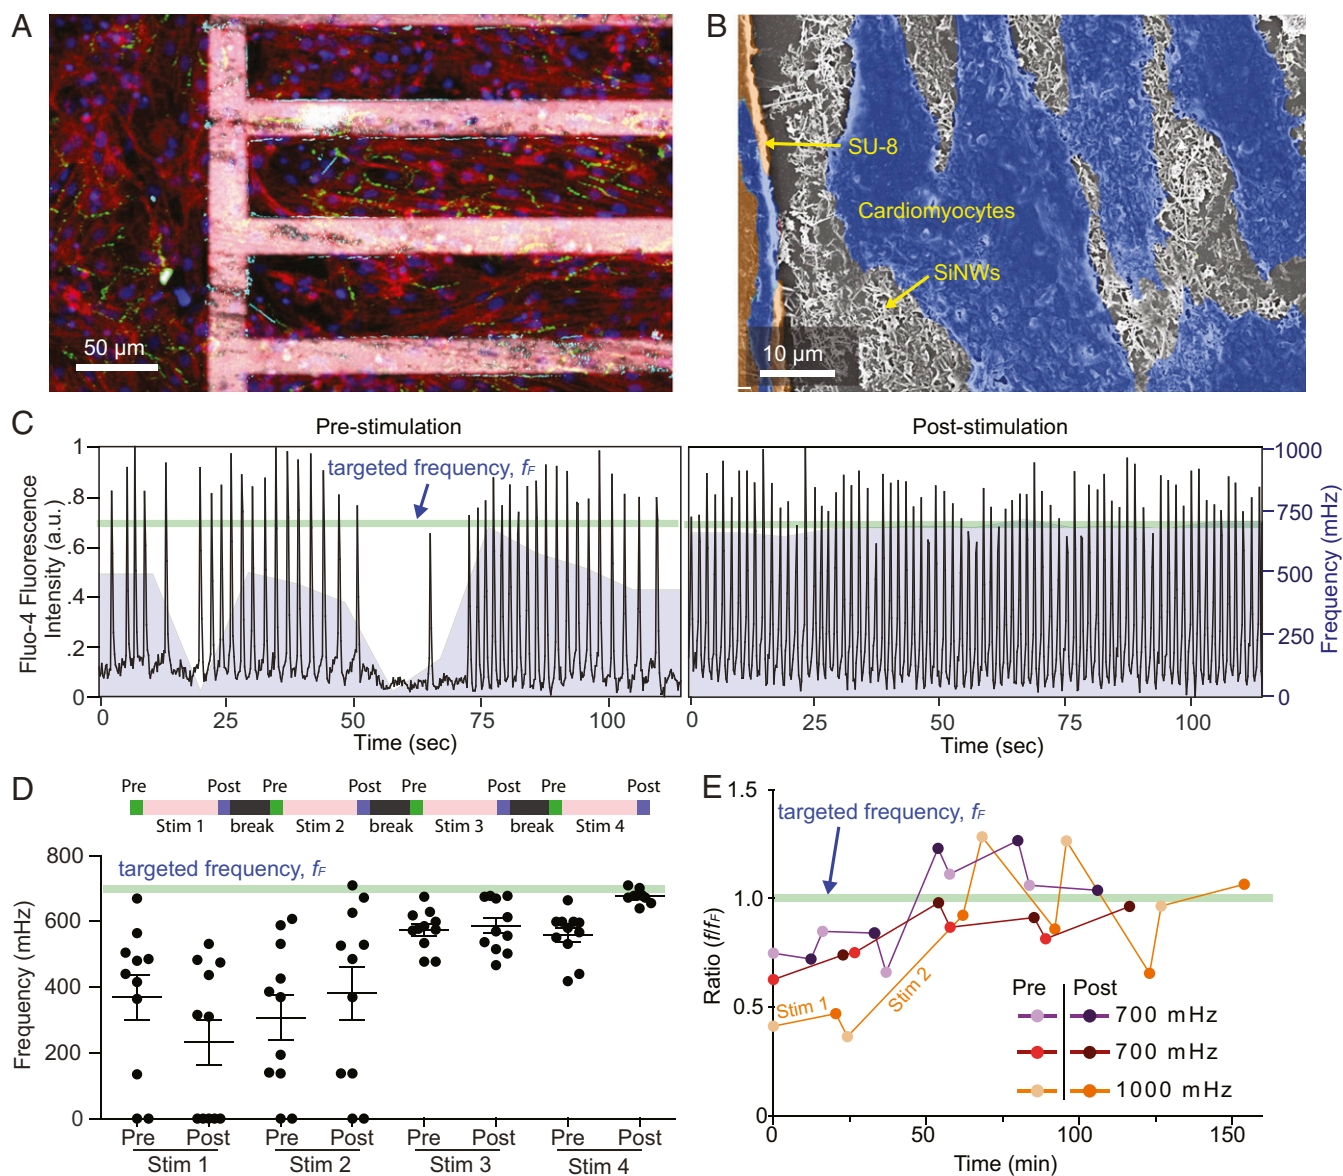 A
50 µm
B
SU-8
Cardiomyocytes
SiNWs
10 µm
C
Pre-stimulation
Post-stimulation
targeted frequency, fF
Fluo-4 Fluorescence
Intensity (a.u.)
1
.8
.6
.4
.2
0
0 25 50 75 100
Time (sec)
0 25 50 75 100
Time (sec)
1000
750
500
250
0
Frequency (mHz)
D
Pre Post Pre Post Pre Post Pre Post
Stim 1 break Stim 2 break Stim 3 break Stim 4
targeted frequency, fF
Frequency (mHz)
800
600
400
200
0
Pre Post Pre Post Pre Post Pre Post
Stim 1 Stim 2 Stim 3 Stim 4
E
targeted frequency, fF
Ratio (f/fF)
1.5
1.0
0.5
0
Stim 1
Stim 2
Pre Post
700 mHz
700 mHz
1000 mHz
0 50 100 150
Time (min)